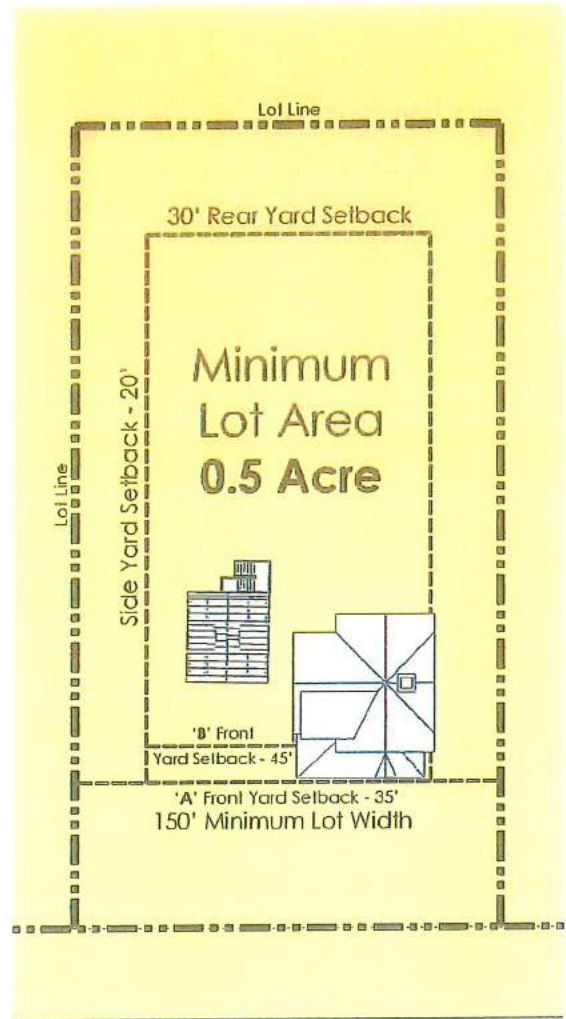 Lot Line
30' Rear Yard Setback
Minimum
Lot Area
0.5 Acre
Side Yard Setback - 20'
Lot Line
'B' Front
Yard Setback - 45'
'A' Front Yard Setback - 35'
150' Minimum Lot Width